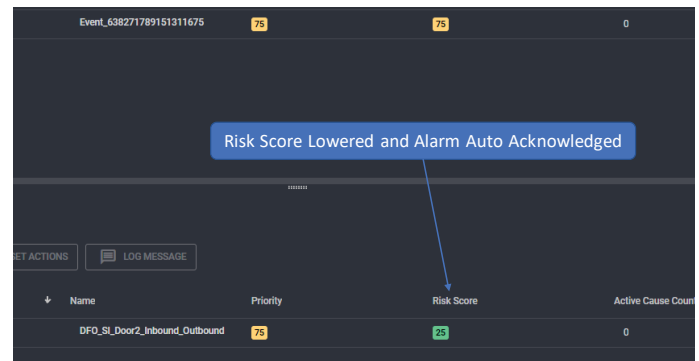 Event_638271789151311675 75 75 0
Risk Score Lowered and Alarm Auto Acknowledged
SET ACTIONS LOG MESSAGE
Name Priority Risk Score Active Cause Count
DFO_SI_Door2_Inbound_Outbound 75 25 0